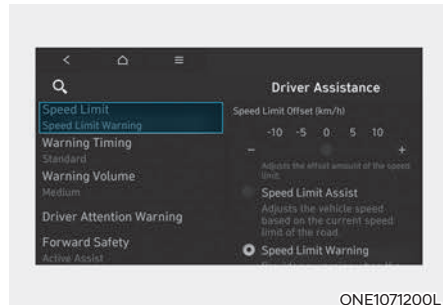 Driver Assistance
Speed Limit
Speed Limit Warning
Warning Timing
Standard
Warning Volume
Medium
Driver Attention Warning
Forward Safety
Active Assist
Speed Limit Offset (km/h)
-10 -5 0 5 10
− +
Adjusts the offset amount of the speed
limit.
Speed Limit Assist
Adjusts the vehicle speed
based on the current speed
limit of the road.
Speed Limit Warning
ONE1071200L